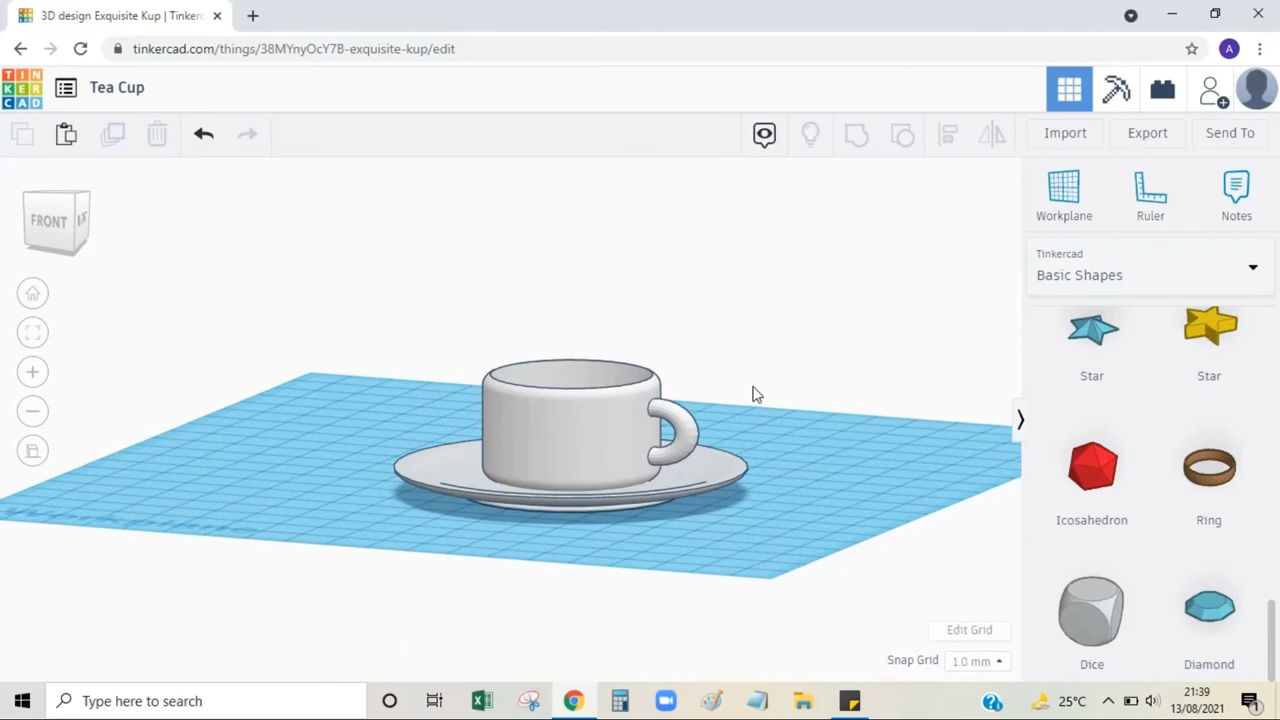 3D design Exquisite Kup | Tinkerc
tinkercad.com/things/38MYnyOcY7B-exquisite-kup/edit
A
TIN
KER
CAD
Tea Cup
Import
Export
Send To
FRONT
Workplane
Ruler
Notes
Tinkercad
Basic Shapes
Star
Star
Icosahedron
Ring
Dice
Diamond
Edit Grid
Snap Grid
1.0 mm
Type here to search
25°C
21:39
13/08/2021